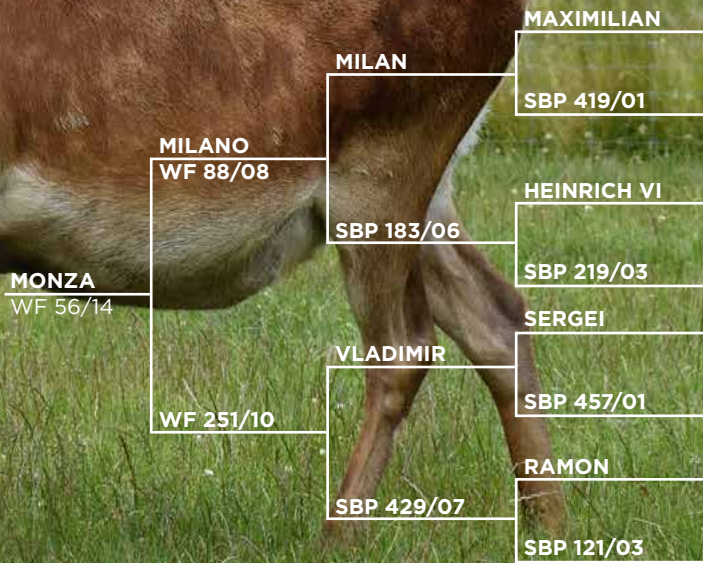 MAXIMILIAN
MILAN
SBP 419/01
MILANO
WF 88/08
HEINRICH VI
SBP 183/06
SBP 219/03
MONZA
WF 56/14
SERGEI
VLADIMIR
SBP 457/01
WF 251/10
RAMON
SBP 429/07
SBP 121/03